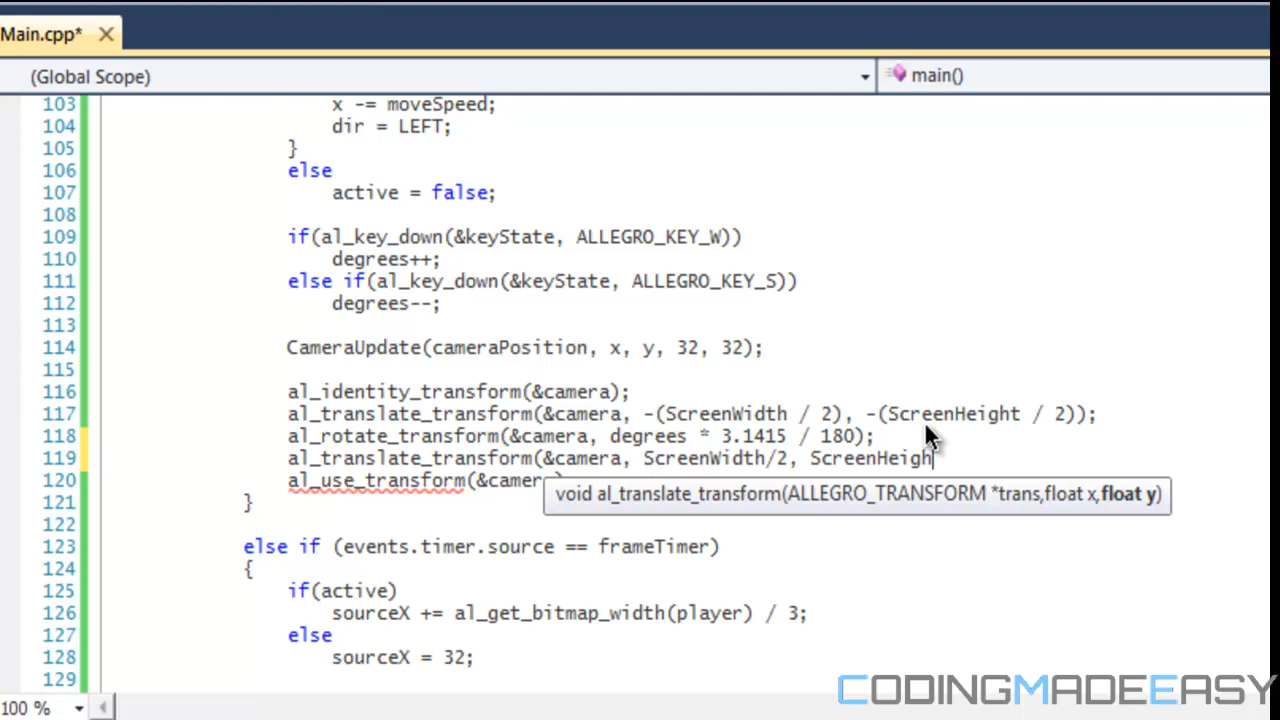 Main.cpp*
(Global Scope) main()
103 x -= moveSpeed;
104 dir = LEFT;
105 }
106 else
107 active = false;
108
109 if(al_key_down(&keyState, ALLEGRO_KEY_W))
110 degrees++;
111 else if(al_key_down(&keyState, ALLEGRO_KEY_S))
112 degrees--;
113
114 CameraUpdate(cameraPosition, x, y, 32, 32);
115
116 al_identity_transform(&camera);
117 al_translate_transform(&camera, -(ScreenWidth / 2), -(ScreenHeight / 2));
118 al_rotate_transform(&camera, degrees * 3.1415 / 180);
119 al_translate_transform(&camera, ScreenWidth/2, ScreenHeigh
120 al_use_transform(&camera
void al_translate_transform(ALLEGRO_TRANSFORM *trans,float x,float y)
121 }
122
123 else if (events.timer.source == frameTimer)
124 {
125 if(active)
126 sourceX += al_get_bitmap_width(player) / 3;
127 else
128 sourceX = 32;
129
100 %
CODINGMADEEASY